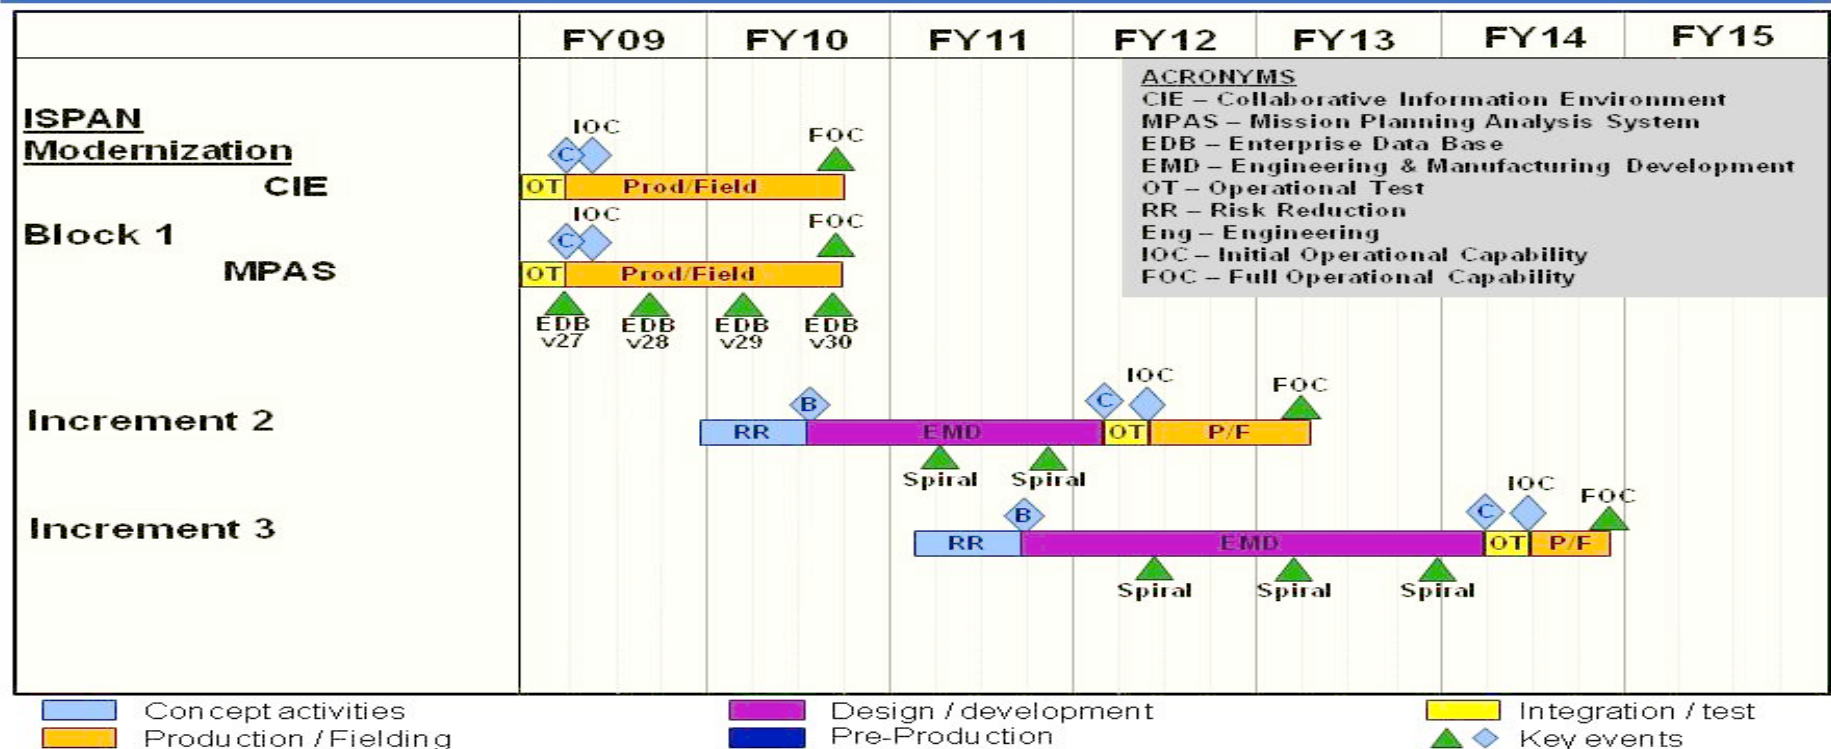 FY09 FY10 FY11 FY12 FY13 FY14 FY15
ACRONYMS
CIE – Collaborative Information Environment
MPAS – Mission Planning Analysis System
EDB – Enterprise Data Base
EMD – Engineering & Manufacturing Development
OT – Operational Test
RR – Risk Reduction
Eng – Engineering
IOC – Initial Operational Capability
FOC – Full Operational Capability
ISPAN
Modernization
IOC FOC
C
CIE
OT Prod/Field
IOC FOC
Block 1
C
MPAS
OT Prod/Field
EDB EDB EDB EDB
v27 v28 v29 v30
IOC
FOC
B C
Increment 2
RR EMD OT P/F
Spiral Spiral
IOC
FOC
B C
Increment 3
RR EMD OT P/F
Spiral Spiral Spiral
Concept activities Design / development Integration / test
Production / Fielding Pre-Production Key events